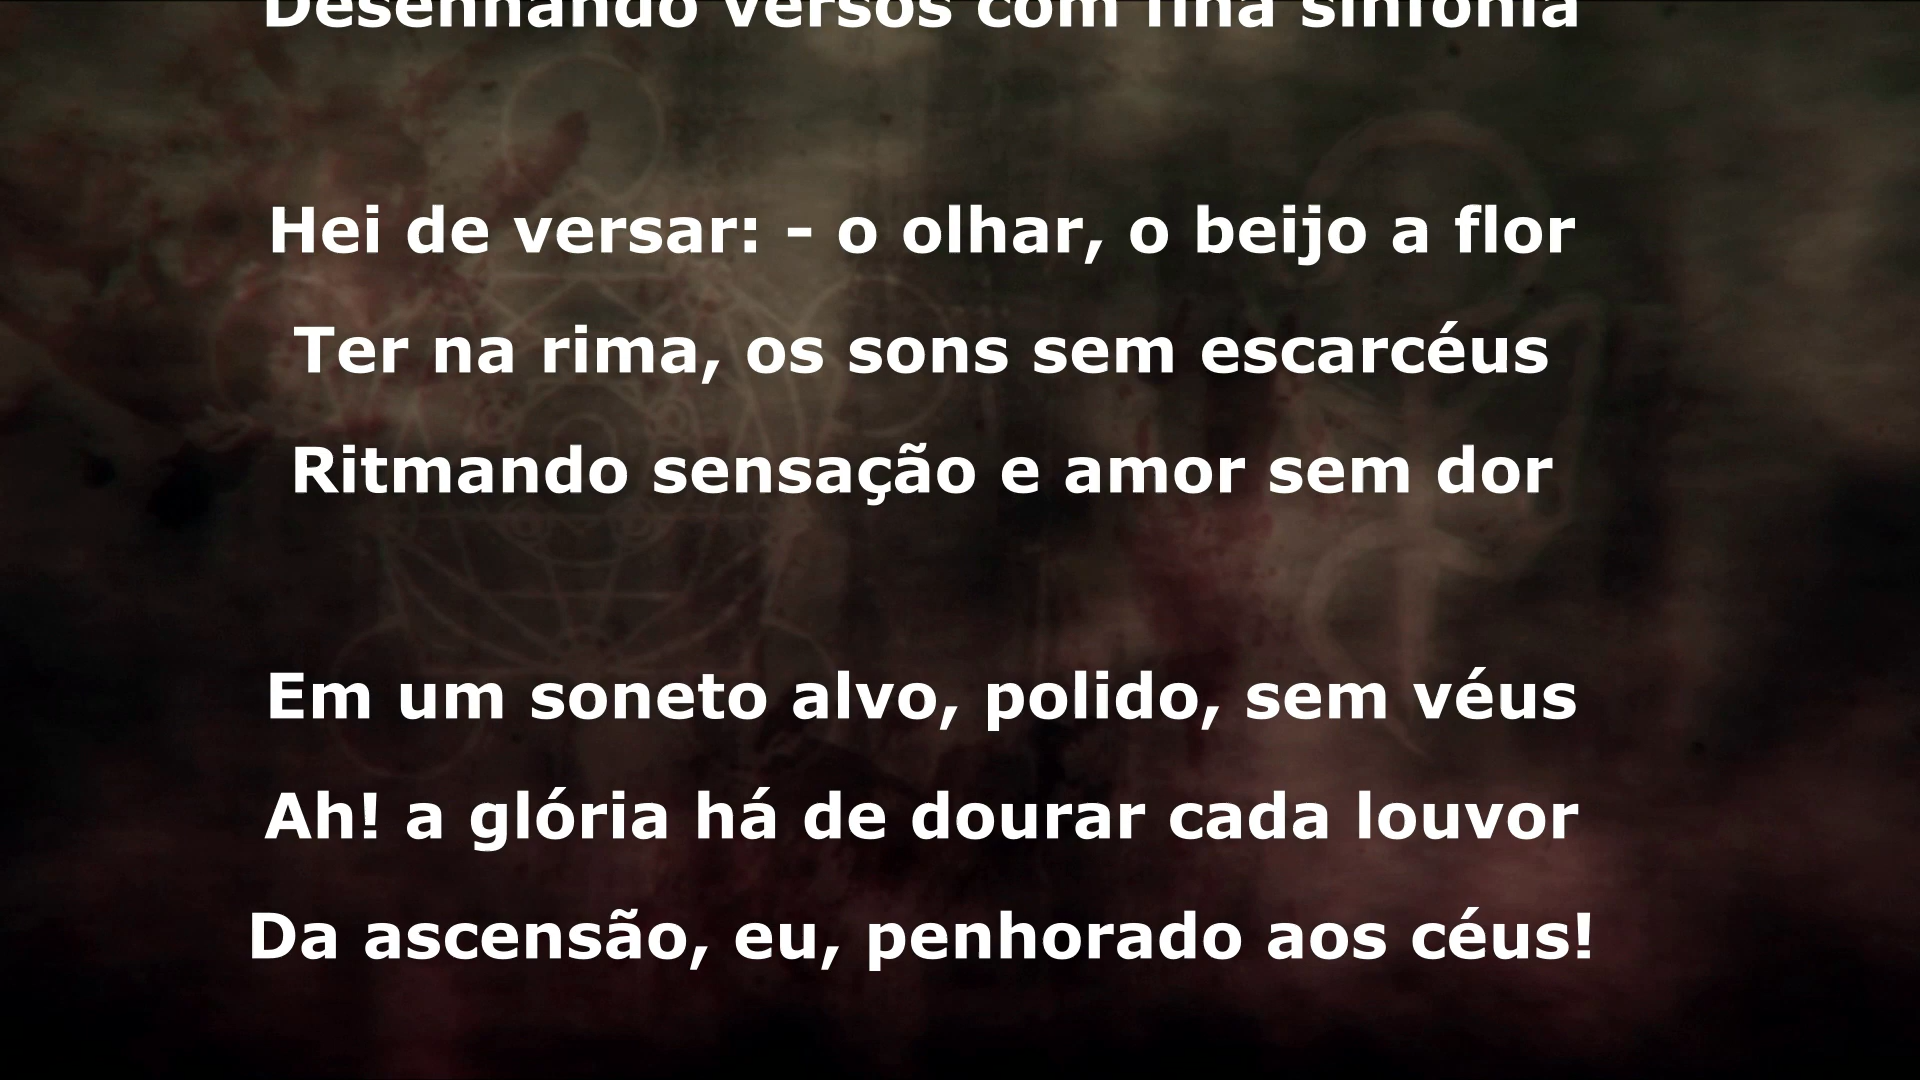 Desenhando versos com fina sinfonia
Hei de versar: - o olhar, o beijo a flor
Ter na rima, os sons sem escarcéus
Ritmando sensação e amor sem dor
Em um soneto alvo, polido, sem véus
Ah! a glória há de dourar cada louvor
Da ascensão, eu, penhorado aos céus!